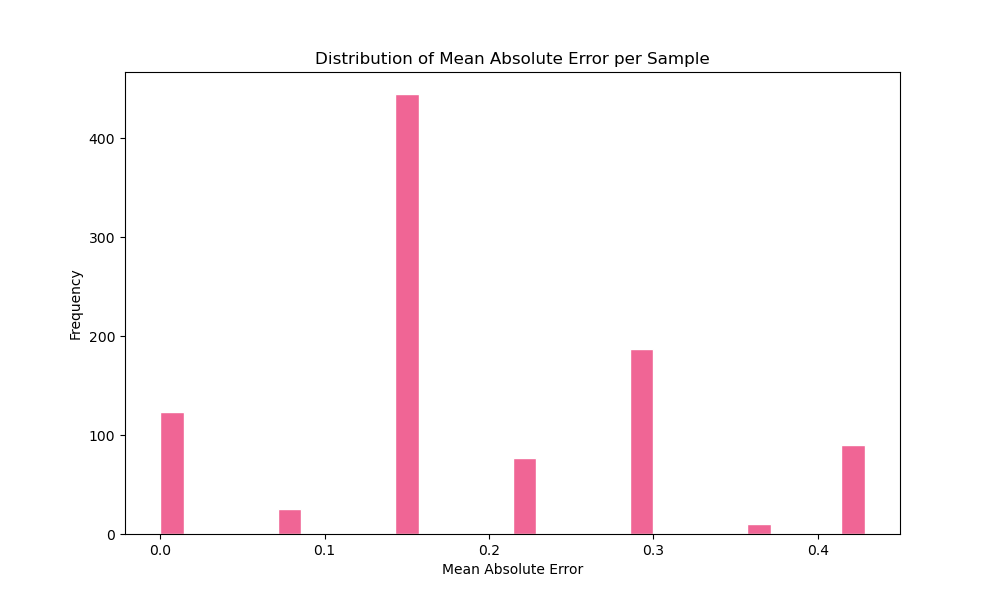 Distribution of Mean Absolute Error per Sample
400
300
200
100
0
Frequency
0.0 0.1 0.2 0.3 0.4
Mean Absolute Error